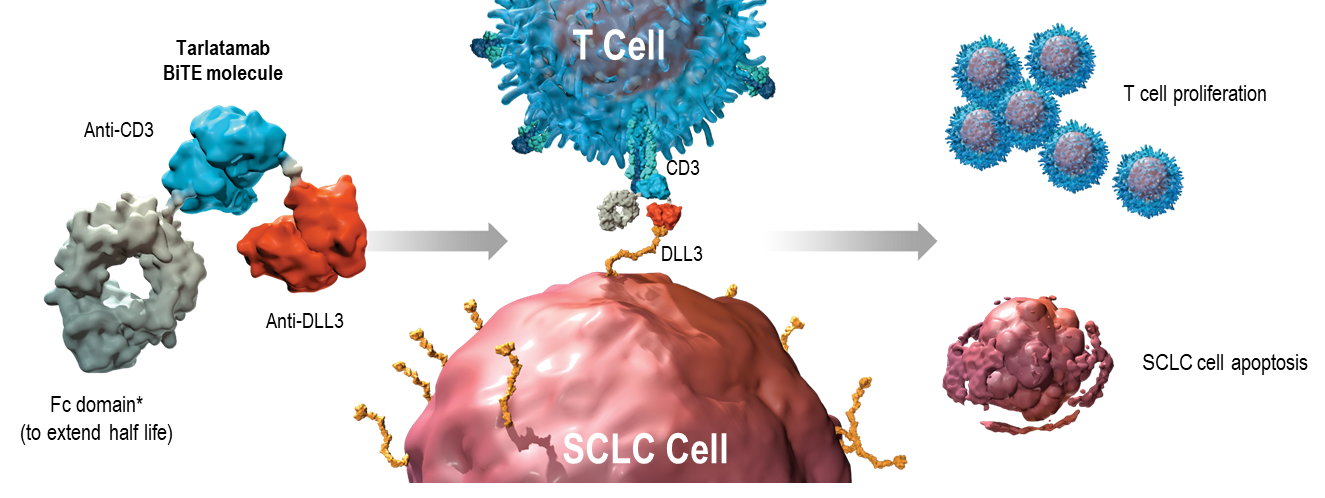 Tarlatamab
BiTE molecule
Anti-CD3
Anti-DLL3
Fc domain*
(to extend half life)
T Cell
CD3
DLL3
SCLC Cell
T cell proliferation
SCLC cell apoptosis